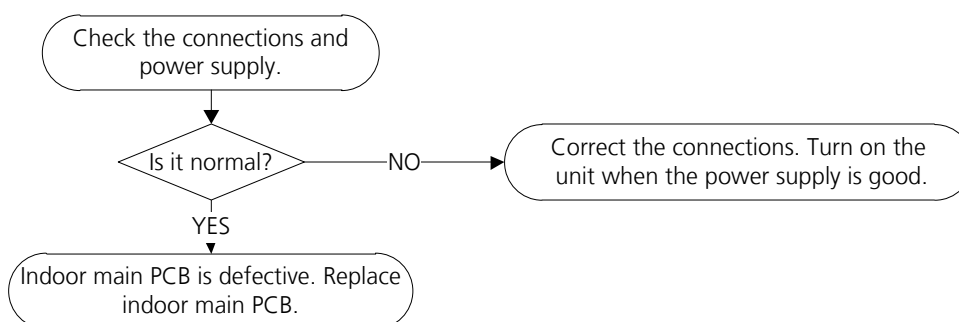 Check the connections and
power supply.
Is it normal?
NO
Correct the connections. Turn on the
unit when the power supply is good.
YES
Indoor main PCB is defective. Replace
indoor main PCB.